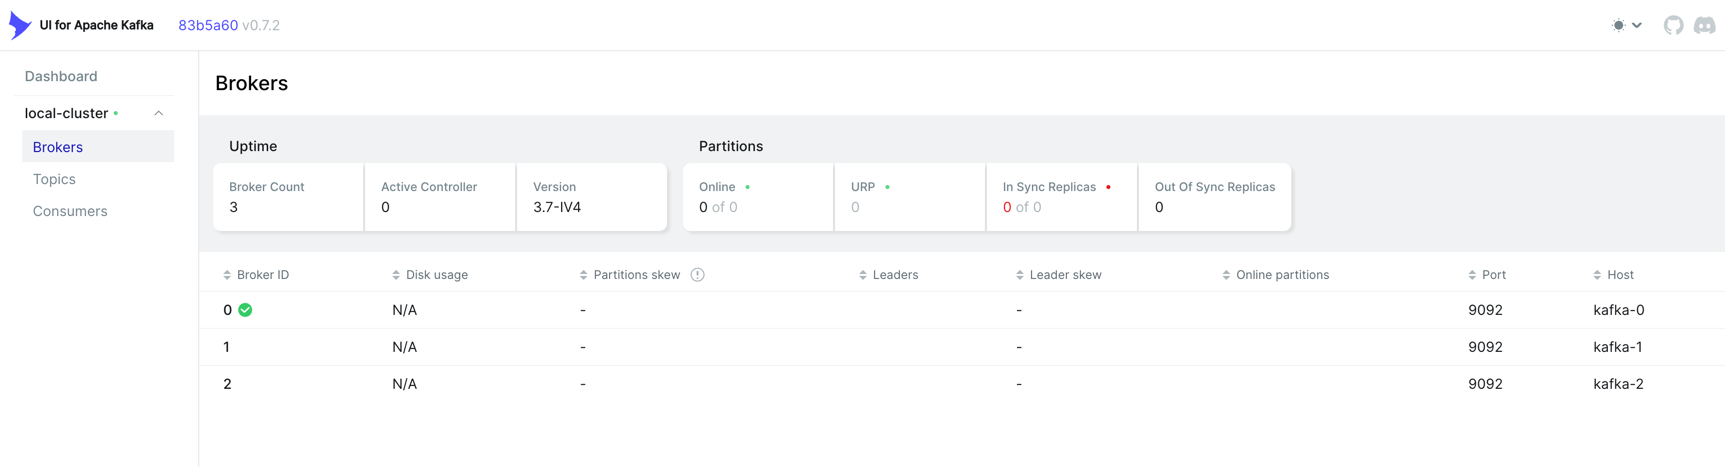 UI for Apache Kafka 83b5a60 v0.7.2
Dashboard
local-cluster
Brokers
Topics
Consumers
Brokers
Uptime
Broker Count
3
Active Controller
0
Version
3.7-IV4
Partitions
Online
0 of 0
URP
0
In Sync Replicas
0 of 0
Out Of Sync Replicas
0
Broker ID Disk usage Partitions skew Leaders Leader skew Online partitions Port Host
0 N/A - - 9092 kafka-0
1 N/A - - 9092 kafka-1
2 N/A - - 9092 kafka-2